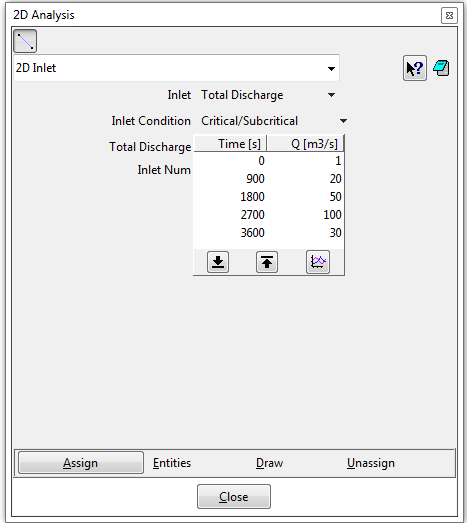 2D Analysis
2D Inlet
Inlet Total Discharge
Inlet Condition Critical/Subcritical
Total Discharge Time [s] Q [m3/s]
Inlet Num 0 1
900 20
1800 50
2700 100
3600 30
Assign Entities Draw Unassign
Close